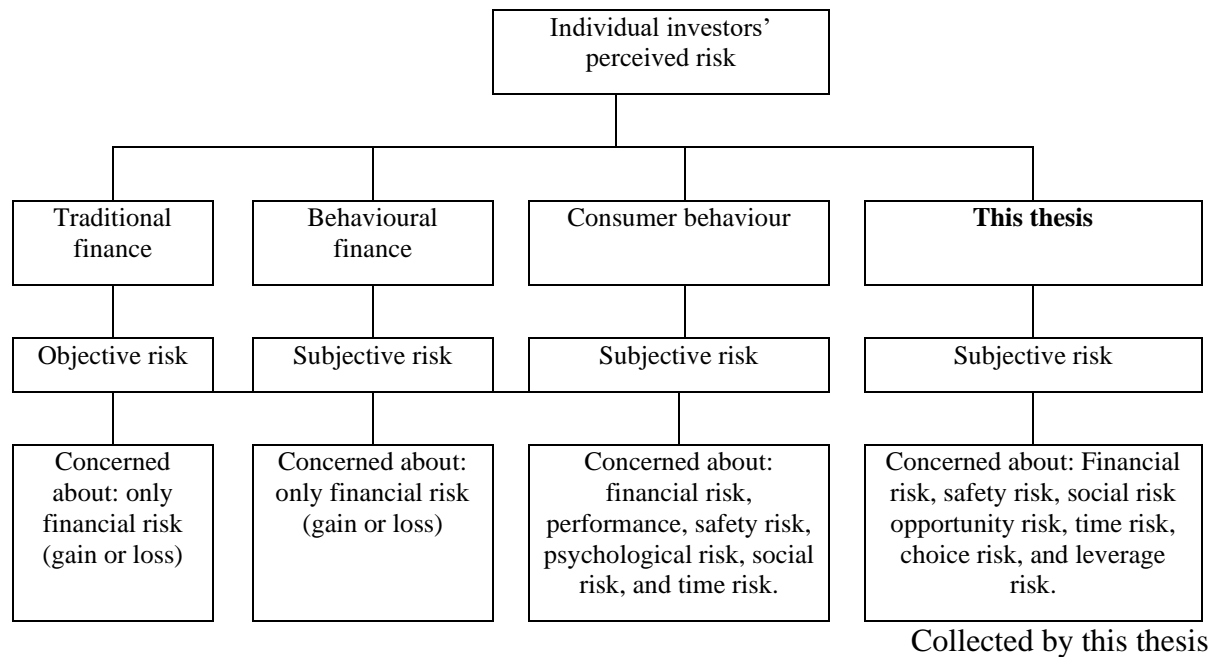 Individual investors’
perceived risk
Traditional
finance
Behavioural
finance
Consumer behaviour
This thesis
Objective risk
Subjective risk
Subjective risk
Subjective risk
Concerned
about: only
financial risk
(gain or loss)
Concerned about:
only financial risk
(gain or loss)
Concerned about:
financial risk,
performance, safety risk,
psychological risk, social
risk, and time risk.
Concerned about: Financial
risk, safety risk, social risk
opportunity risk, time risk,
choice risk, and leverage
risk.
Collected by this thesis